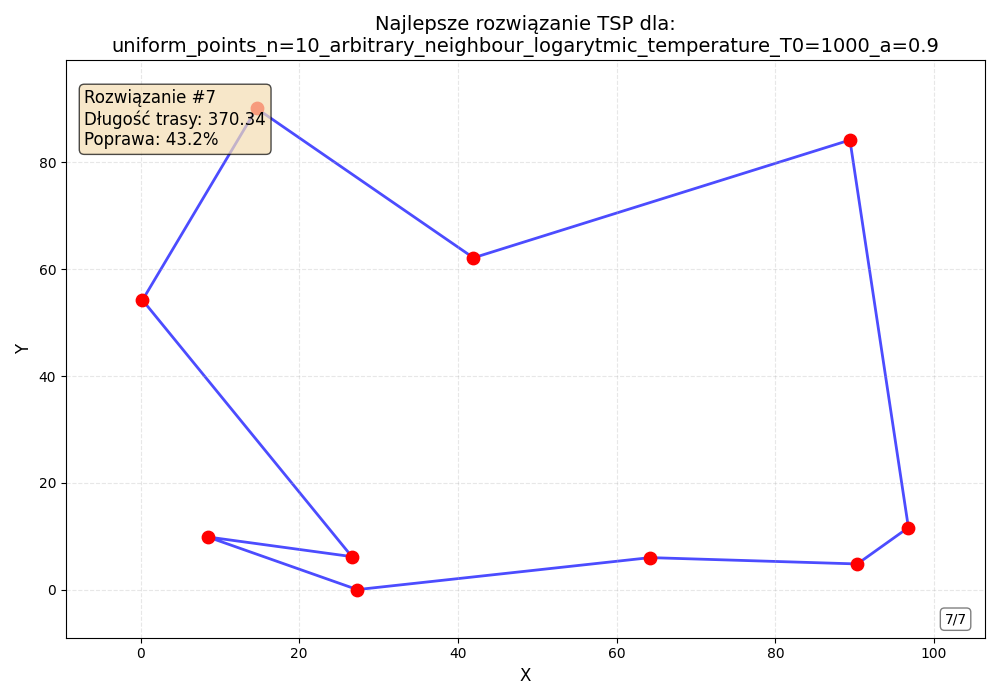 Najlepsze rozwiązanie TSP dla:
uniform_points_n=10_arbitrary_neighbour_logarytmic_temperature_T0=1000_a=0.9
Rozwiązanie #7
Długość trasy: 370.34
Poprawa: 43.2%
80
60
40
20
0
Y
7/7
0 20 40 60 80 100
X